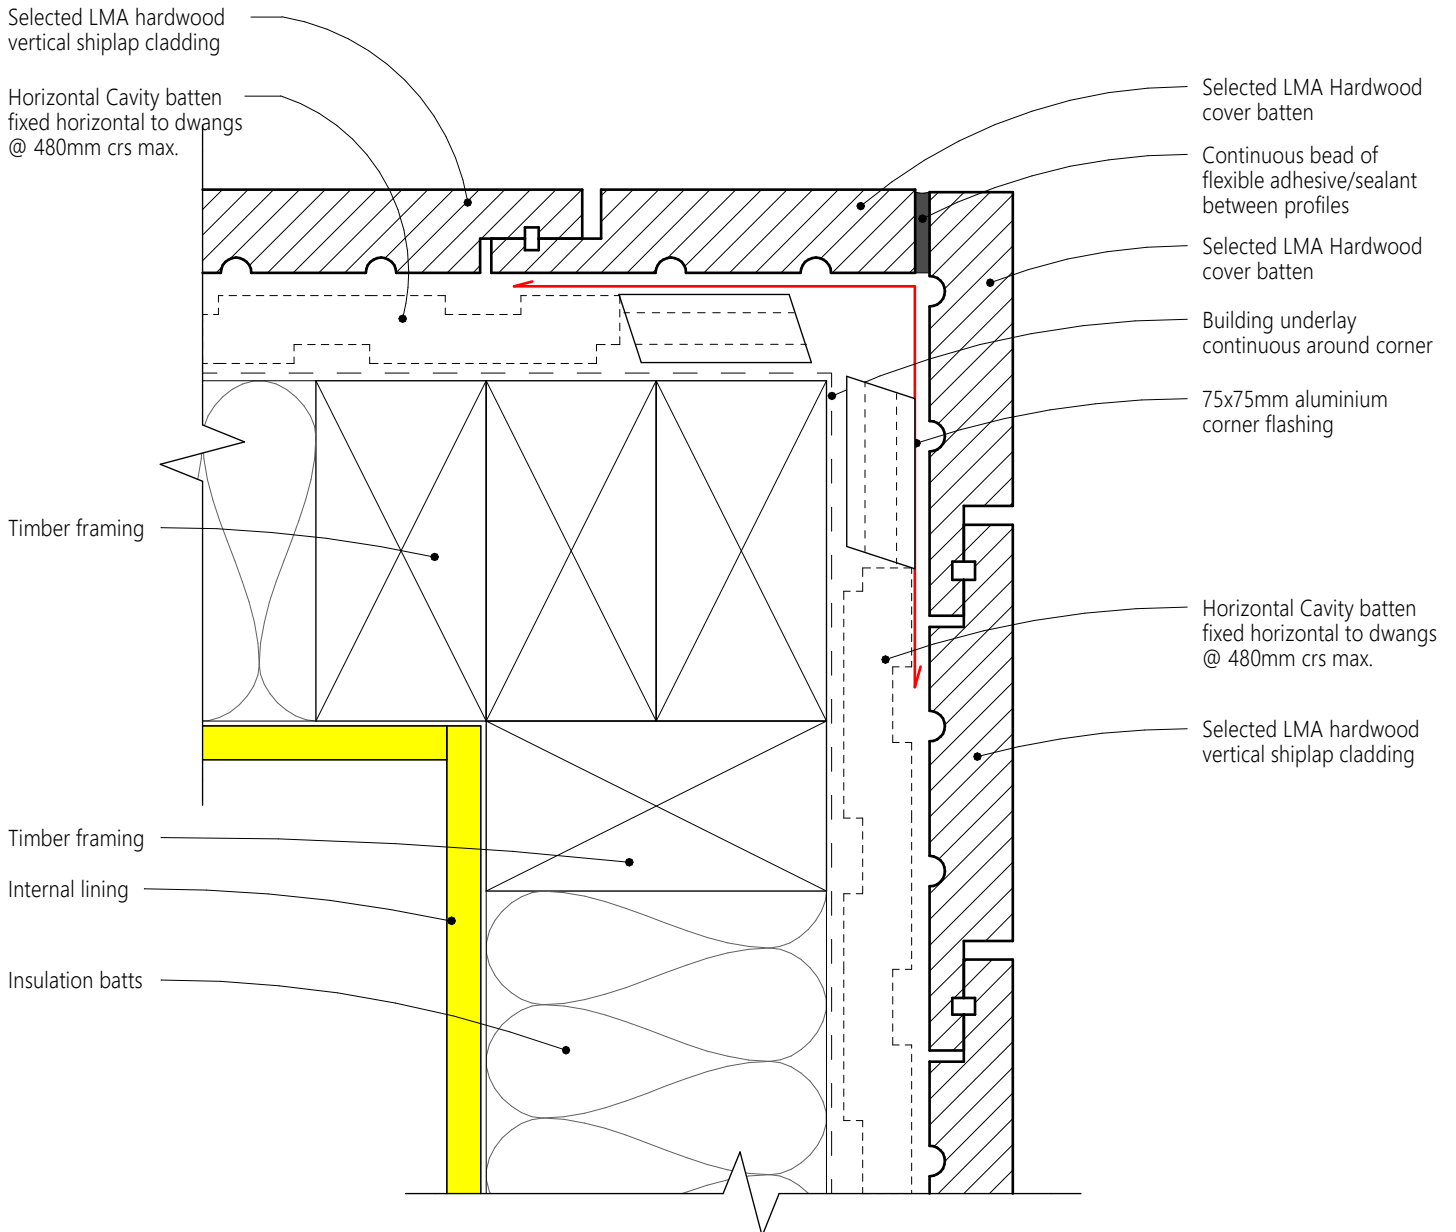 Selected LMA hardwood
vertical shiplap cladding
Horizontal Cavity batten
fixed horizontal to dwangs
@ 480mm crs max.
Timber framing
Timber framing
Internal lining
Insulation batts
Selected LMA Hardwood
cover batten
Continuous bead of
flexible adhesive/sealant
between profiles
Selected LMA Hardwood
cover batten
Building underlay
continuous around corner
75x75mm aluminium
corner flashing
Horizontal Cavity batten
fixed horizontal to dwangs
@ 480mm crs max.
Selected LMA hardwood
vertical shiplap cladding